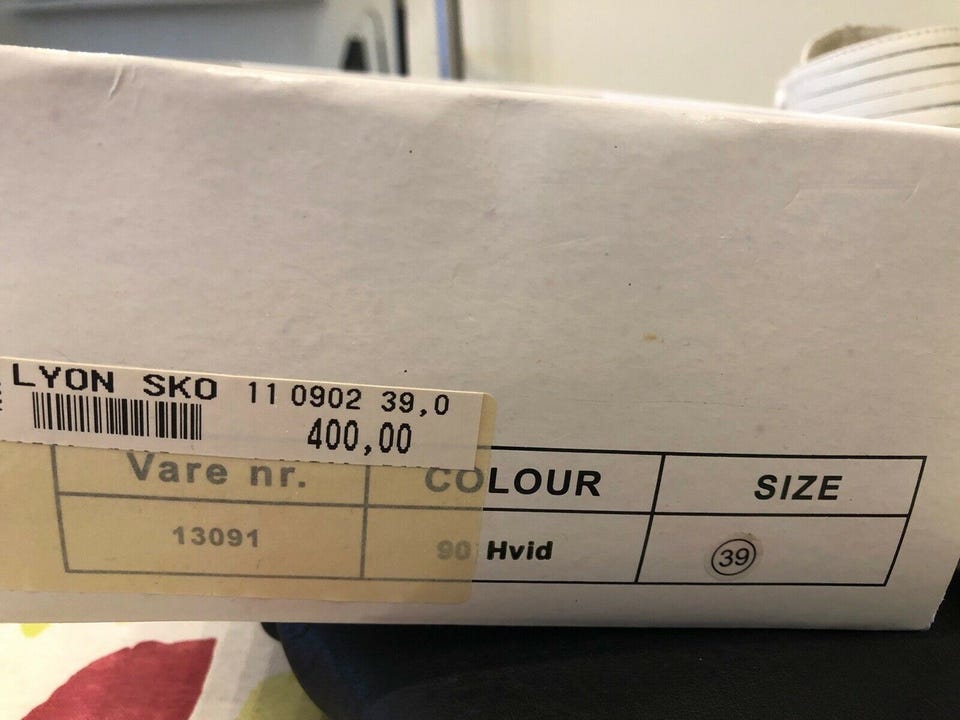 LYON SKO 11 0902 39,0
400,00
Vare nr. COLOUR SIZE
13091 90 Hvid 39